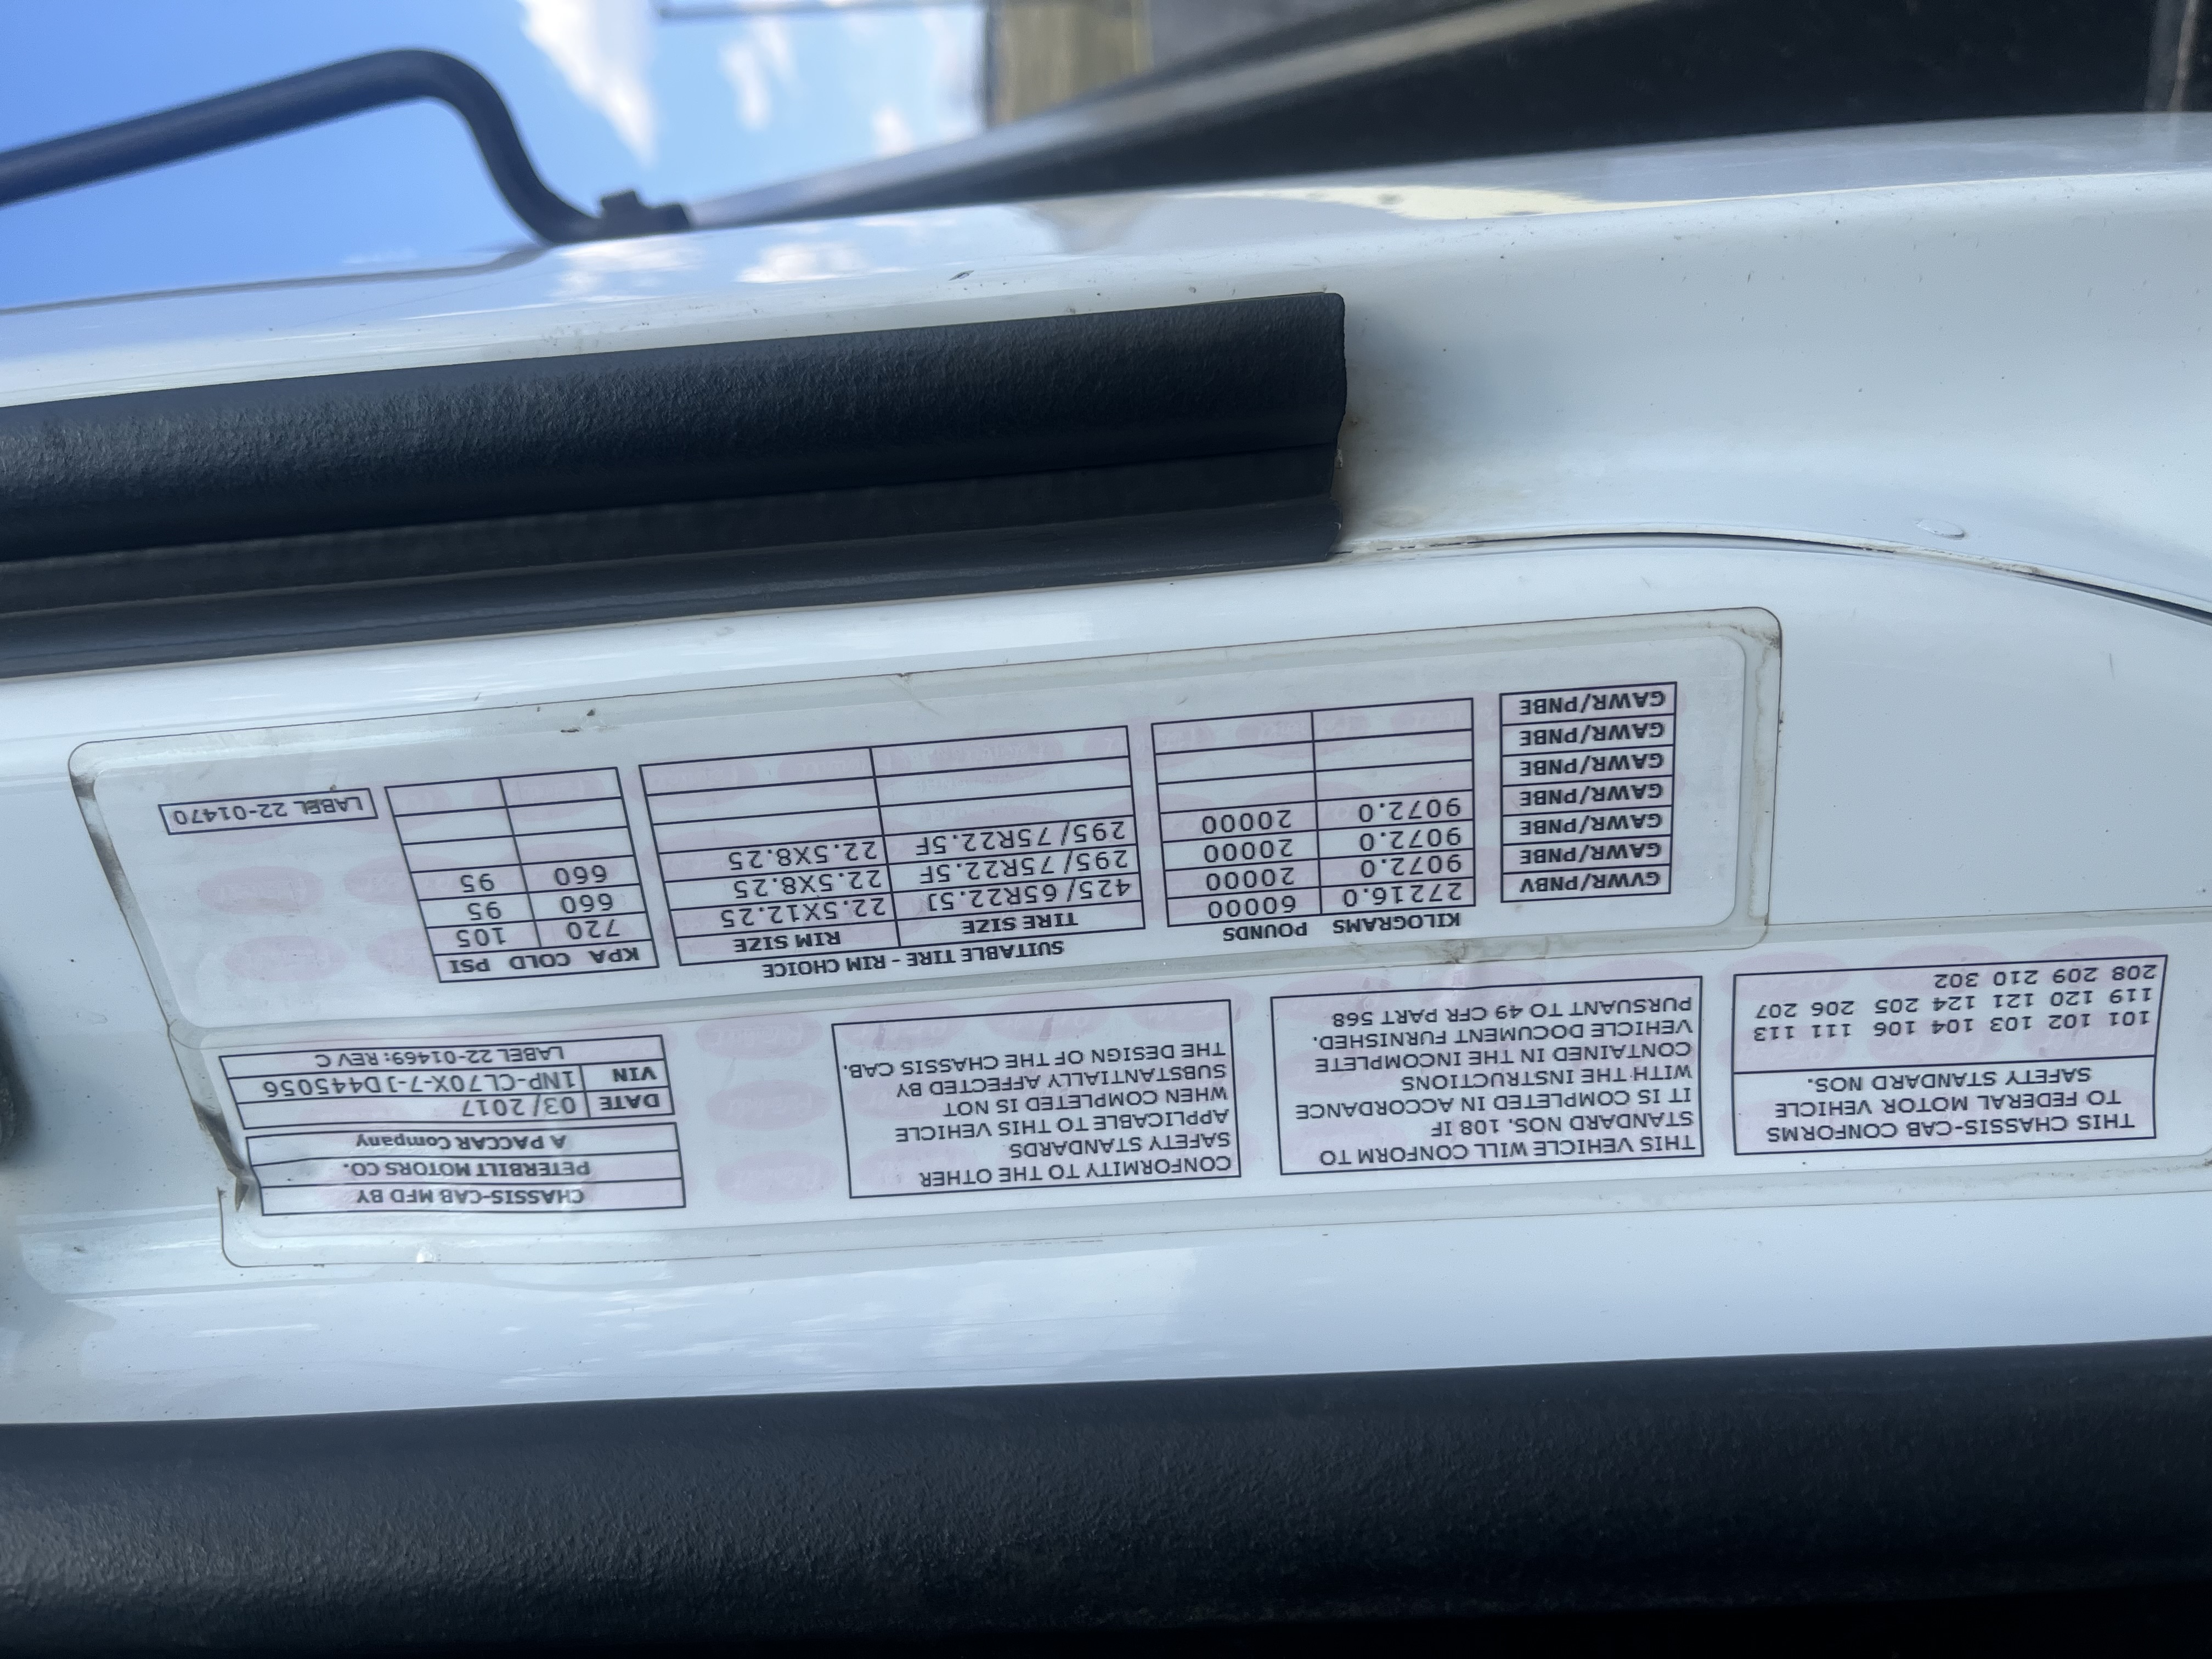 THIS CHASSIS-CAB CONFORMS
TO FEDERAL MOTOR VEHICLE
SAFETY STANDARD NOS.
101 102 103 104 106 111 113
119 120 121 124 205 206 207
208 209 210 302
THIS VEHICLE WILL CONFORM TO
STANDARD NOS. 108 IF
IT IS COMPLETED IN ACCORDANCE
WITH THE INSTRUCTIONS
CONTAINED IN THE INCOMPLETE
VEHICLE DOCUMENT FURNISHED.
PURSUANT TO 49 CFR PART 568
CONFORMITY TO THE OTHER
SAFETY STANDARDS
APPLICABLE TO THIS VEHICLE
WHEN COMPLETED IS NOT
SUBSTANTIALLY AFFECTED BY
THE DESIGN OF THE CHASSIS CAB.
CHASSIS-CAB MFD BY
PETERBILT MOTORS CO.
A PACCAR Company
DATE 03/2017
VIN 1NP-CL70X-7-JD445056
LABEL 22-01469: REV C
KILOGRAMS POUNDS
SUITABLE TIRE - RIM CHOICE
TIRE SIZE RIM SIZE
KPA COLD PSI
GVWR/PNBV 27216.0 60000
GAWR/PNBE 9072.0 20000 425/65R22.5J 22.5X12.25 720 105
GAWR/PNBE 9072.0 20000 295/75R22.5F 22.5X8.25 660 95
GAWR/PNBE 9072.0 20000 295/75R22.5F 22.5X8.25 660 95
GAWR/PNBE
GAWR/PNBE
GAWR/PNBE
LABEL 22-01470